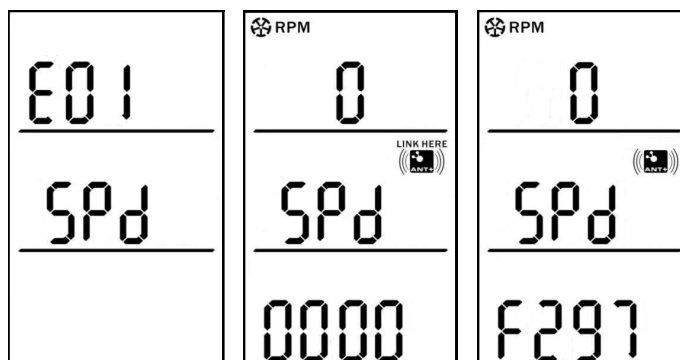 E01
SPd
RPM
0
LINK HERE
ANT+
SPd
0000
RPM
0
ANT+
SPd
F297